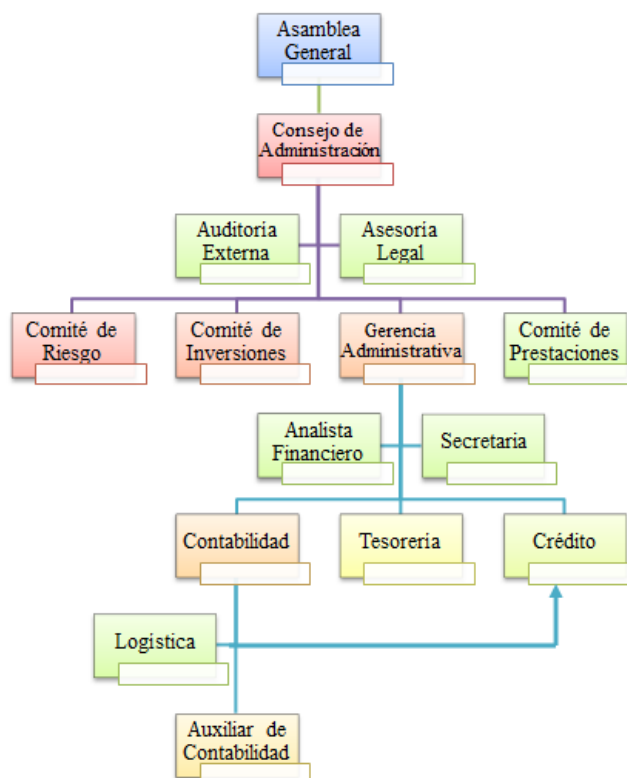 Asamblea
General
Consejo de
Administración
Auditoria
Externa
Asesoria
Legal
Comité de
Riesgo
Comité de
Inversiones
Gerencia
Administrativa
Comité de
Prestaciones
Analista
Financiero
Secretaria
Contabilidad
Tesoreria
Crédito
Logistica
Auxiliar de
Contabilidad